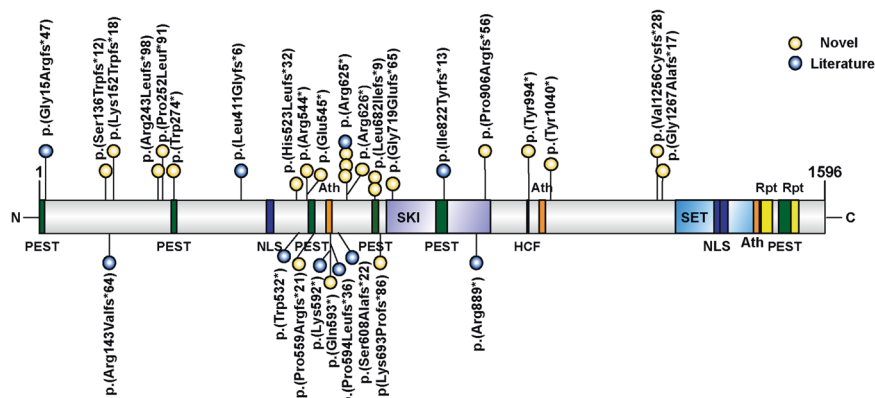 p.(Gly15Argfs*47)
p.(Ser136Trpfs*12)
p.(Lys152Trpfs*18)
p.(Arg243Leufs*98)
p.(Pro252Leuf*91)
p.(Trp274*)
p.(Leu411Glyfs*6)
p.(His523Leufs*32)
p.(Arg544*)
p.(Glu545*)
p.(Arg625*)
p.(Arg626*)
p.(Leu682Ilefs*9)
p.(Gly719Glufs*65)
p.(Ile822Tyrfs*13)
p.(Pro906Argfs*56)
p.(Tyr994*)
p.(Tyr1040*)
p.(Val1256Cysfs*28)
p.(Gly1267Alafs*17)
Novel
Literature
1
1596
Ath
Ath
Rpt
Rpt
N
SKI
SET
C
PEST
PEST
NLS
PEST
PEST
PEST
HCF
NLS
Ath
PEST
p.(Arg143Valfs*64)
p.(Trp532*)
p.(Pro559Argfs*21)
p.(Lys592*)
p.(Gln593*)
p.(Pro594Leufs*36)
p.(Ser608Alafs*22)
p(Lys693Profs*86)
p.(Arg889*)